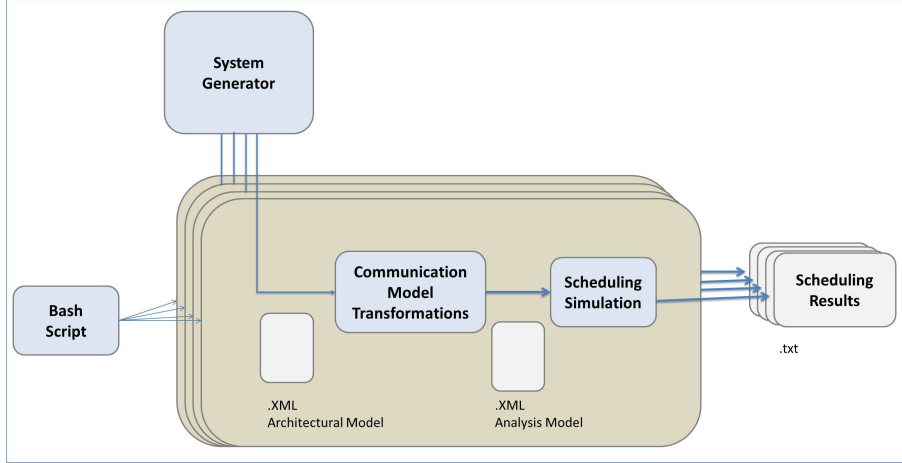 System
Generator
Communication
Model
Transformations
Scheduling
Simulation
Scheduling
Results
Bash
Script
.txt
.XML
Architectural Model
.XML
Analysis Model